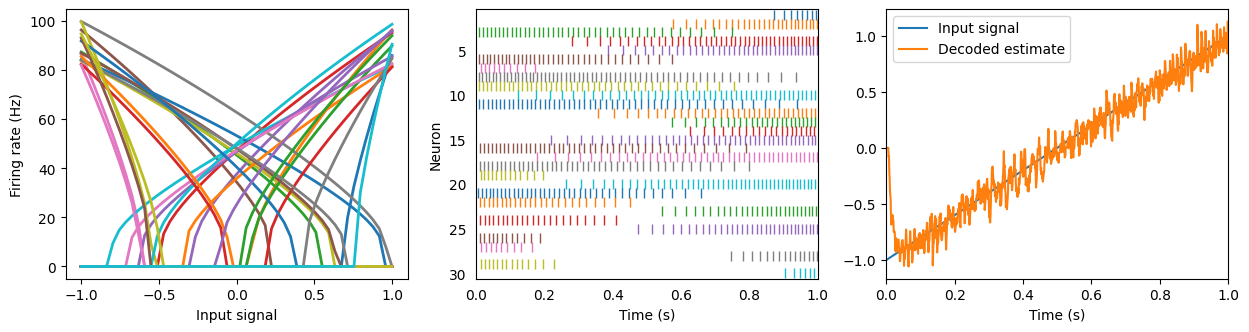 100
80
60
40
20
0
Firing rate (Hz)
−1.0 −0.5 0.0 0.5 1.0
Input signal
5
10
15
20
25
30
Neuron
0.0 0.2 0.4 0.6 0.8 1.0
Time (s)
Input signal
Decoded estimate
1.0
0.5
0.0
−0.5
−1.0
0.0 0.2 0.4 0.6 0.8 1.0
Time (s)